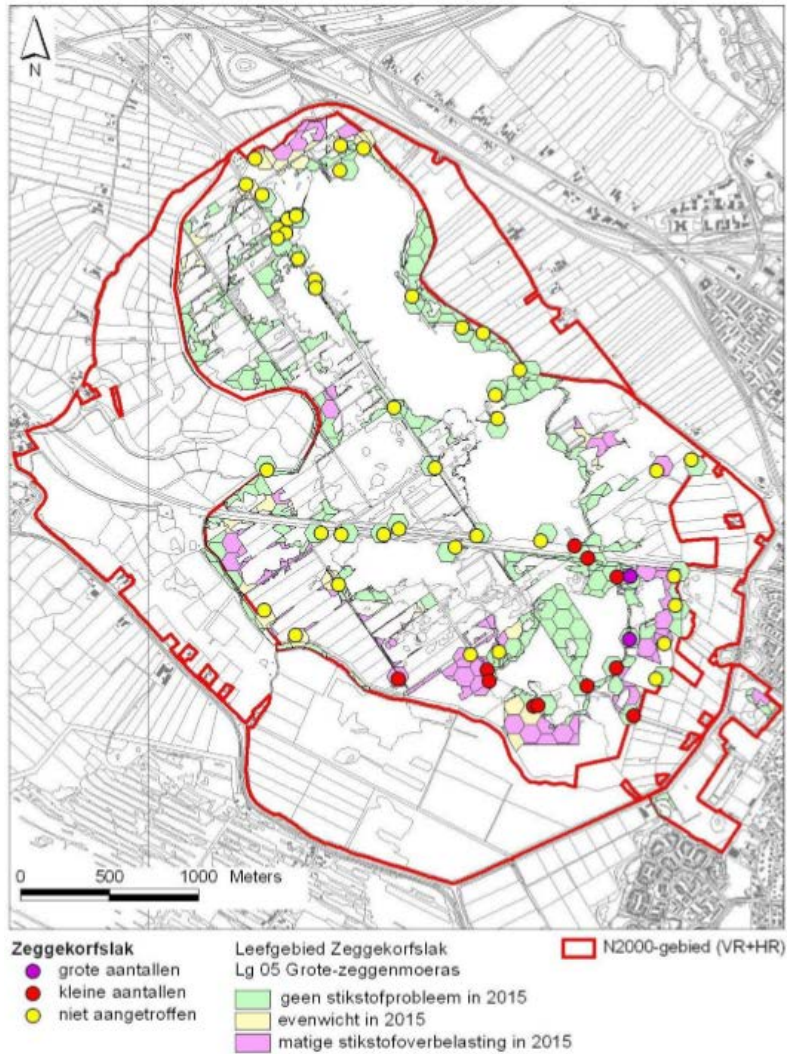 N
0 500 1000 Meters
Zeggekorfslak
grote aantallen
kleine aantallen
niet aangetroffen
Leefgebied Zeggekorfslak
Lg 05 Grote-zeggenmoeras
geen stikstofprobleem in 2015
evenwicht in 2015
matige stikstofoverbelasting in 2015
N2000-gebied (VR+HR)